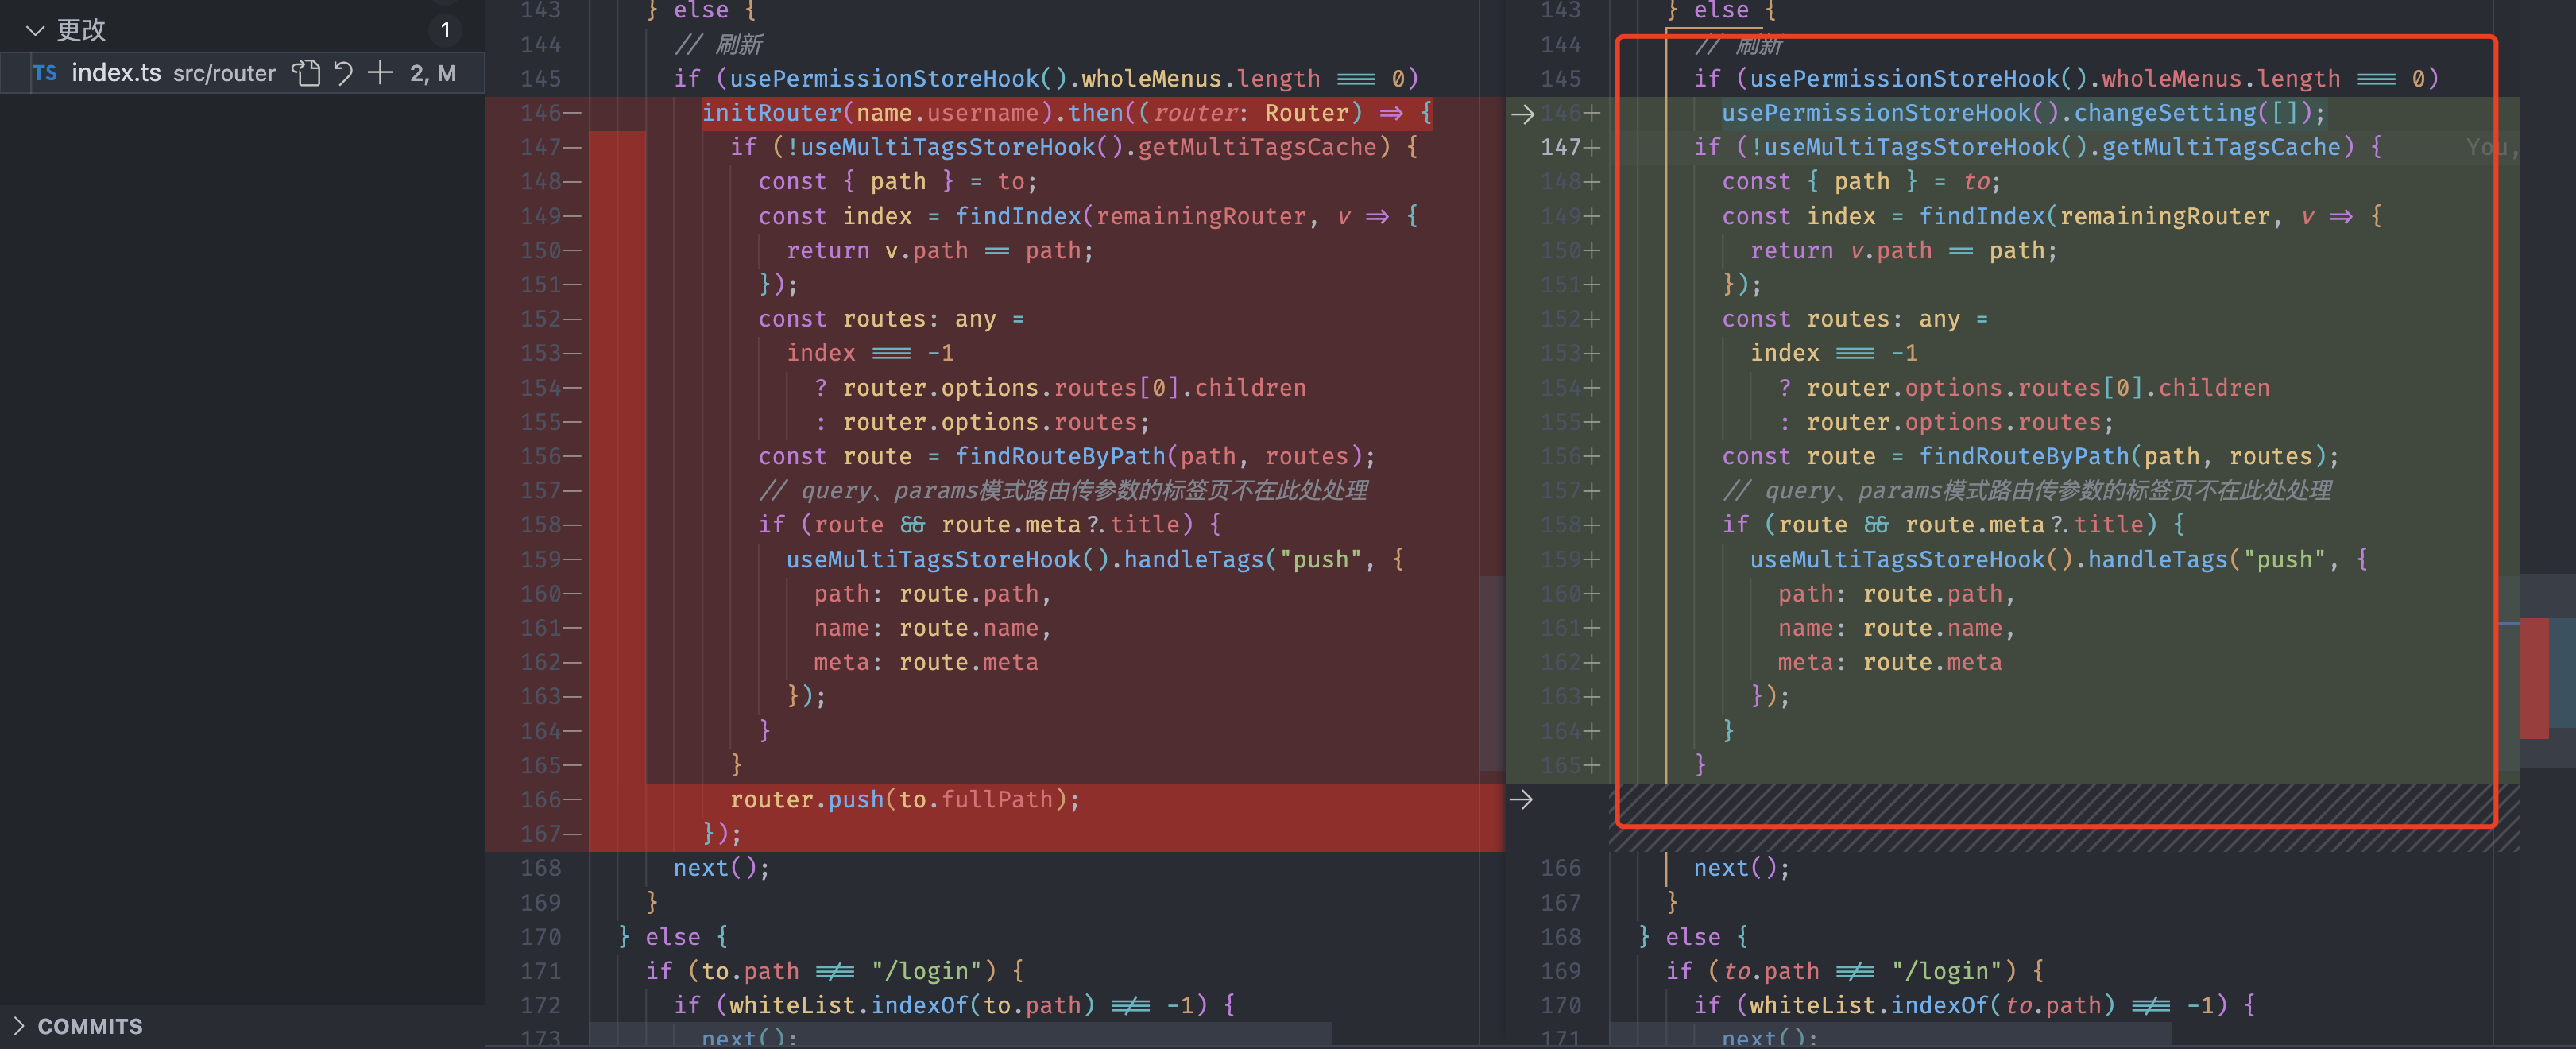 更改 1
TS index.ts src/router 2, M
COMMITS
143 } else {
144 // 刷新
145 if (usePermissionStoreHook().wholeMenus.length === 0)
146— initRouter(name.username).then((router: Router) => {
147— if (!useMultiTagsStoreHook().getMultiTagsCache) {
148— const { path } = to;
149— const index = findIndex(remainingRouter, v => {
150— return v.path == path;
151— });
152— const routes: any =
153— index === -1
154— ? router.options.routes[0].children
155— : router.options.routes;
156— const route = findRouteByPath(path, routes);
157— // query、params模式路由传参数的标签页不在此处处理
158— if (route && route.meta?.title) {
159— useMultiTagsStoreHook().handleTags("push", {
160— path: route.path,
161— name: route.name,
162— meta: route.meta
163— });
164— }
165— }
166— router.push(to.fullPath);
167— });
168 next();
169 }
170 } else {
171 if (to.path !== "/login") {
172 if (whiteList.indexOf(to.path) !== -1) {
173 next();
143 } else {
144 // 刷新
145 if (usePermissionStoreHook().wholeMenus.length === 0)
146+ usePermissionStoreHook().changeSetting([]);
147+ if (!useMultiTagsStoreHook().getMultiTagsCache) { You,
148+ const { path } = to;
149+ const index = findIndex(remainingRouter, v => {
150+ return v.path == path;
151+ });
152+ const routes: any =
153+ index === -1
154+ ? router.options.routes[0].children
155+ : router.options.routes;
156+ const route = findRouteByPath(path, routes);
157+ // query、params模式路由传参数的标签页不在此处处理
158+ if (route && route.meta?.title) {
159+ useMultiTagsStoreHook().handleTags("push", {
160+ path: route.path,
161+ name: route.name,
162+ meta: route.meta
163+ });
164+ }
165+ }
166 next();
167 }
168 } else {
169 if (to.path !== "/login") {
170 if (whiteList.indexOf(to.path) !== -1) {
171 next();